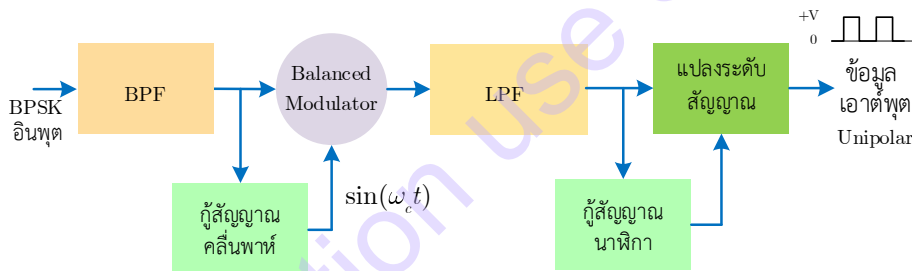 +V
0
BPSK
อินพุต
BPF
Balanced
Modulator
LPF
แปลงระดับ
สัญญาณ
ข้อมูล
เอาต์พุต
Unipolar
กู้สัญญาณ
คลื่นพาห์
sin(ω_c t)
กู้สัญญาณ
นาฬิกา